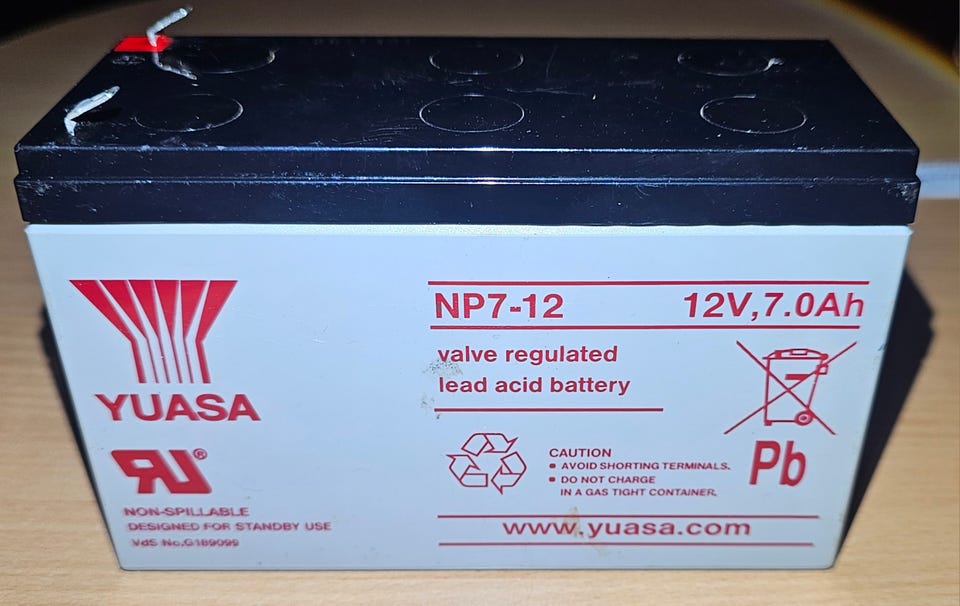 YUASA
NP7-12 12V,7.0Ah
valve regulated
lead acid battery
Pb
CAUTION
AVOID SHORTING TERMINALS.
DO NOT CHARGE
IN A GAS TIGHT CONTAINER.
www.yuasa.com
RU®
NON-SPILLABLE
DESIGNED FOR STANDBY USE
VdS No.G189099